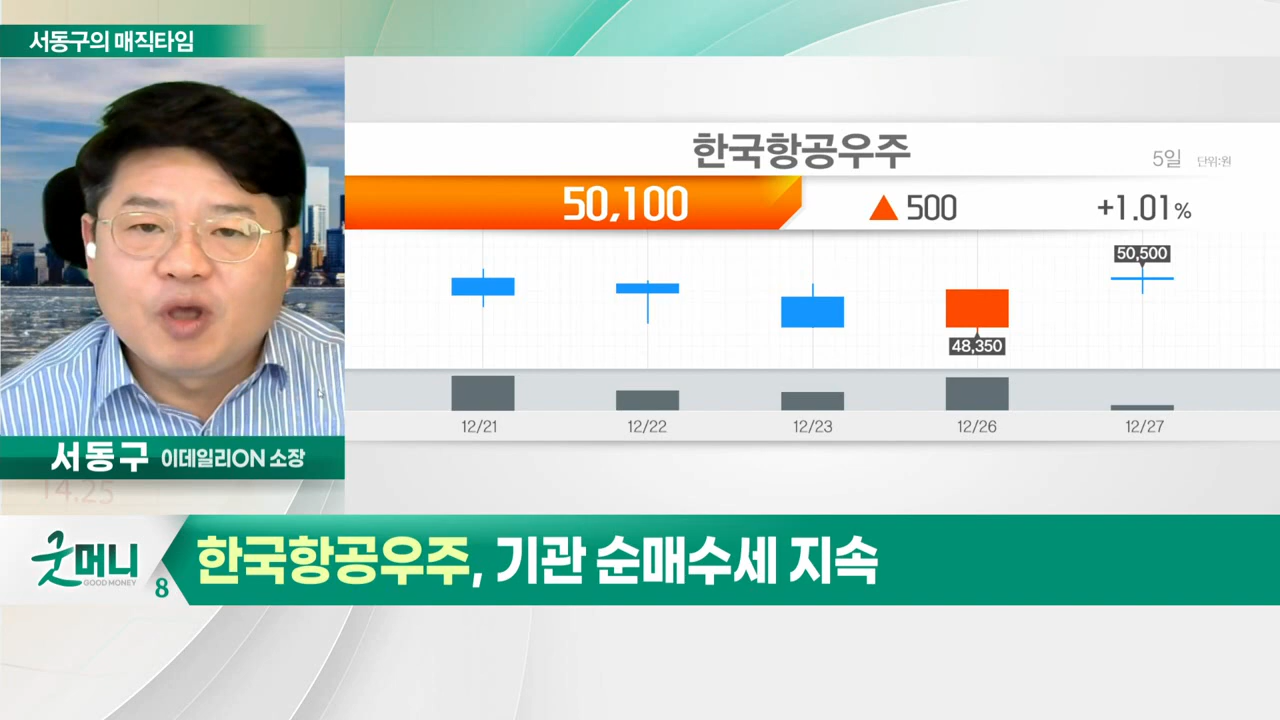 서동구의 매직타임
한국항공우주
5일 단위:원
50,100 ▲500 +1.01%
50,500
48,350
12/21 12/22 12/23 12/26 12/27
서동구 이데일리ON 소장
14.25
굿머니
GOOD MONEY
8
한국항공우주, 기관 순매수세 지속